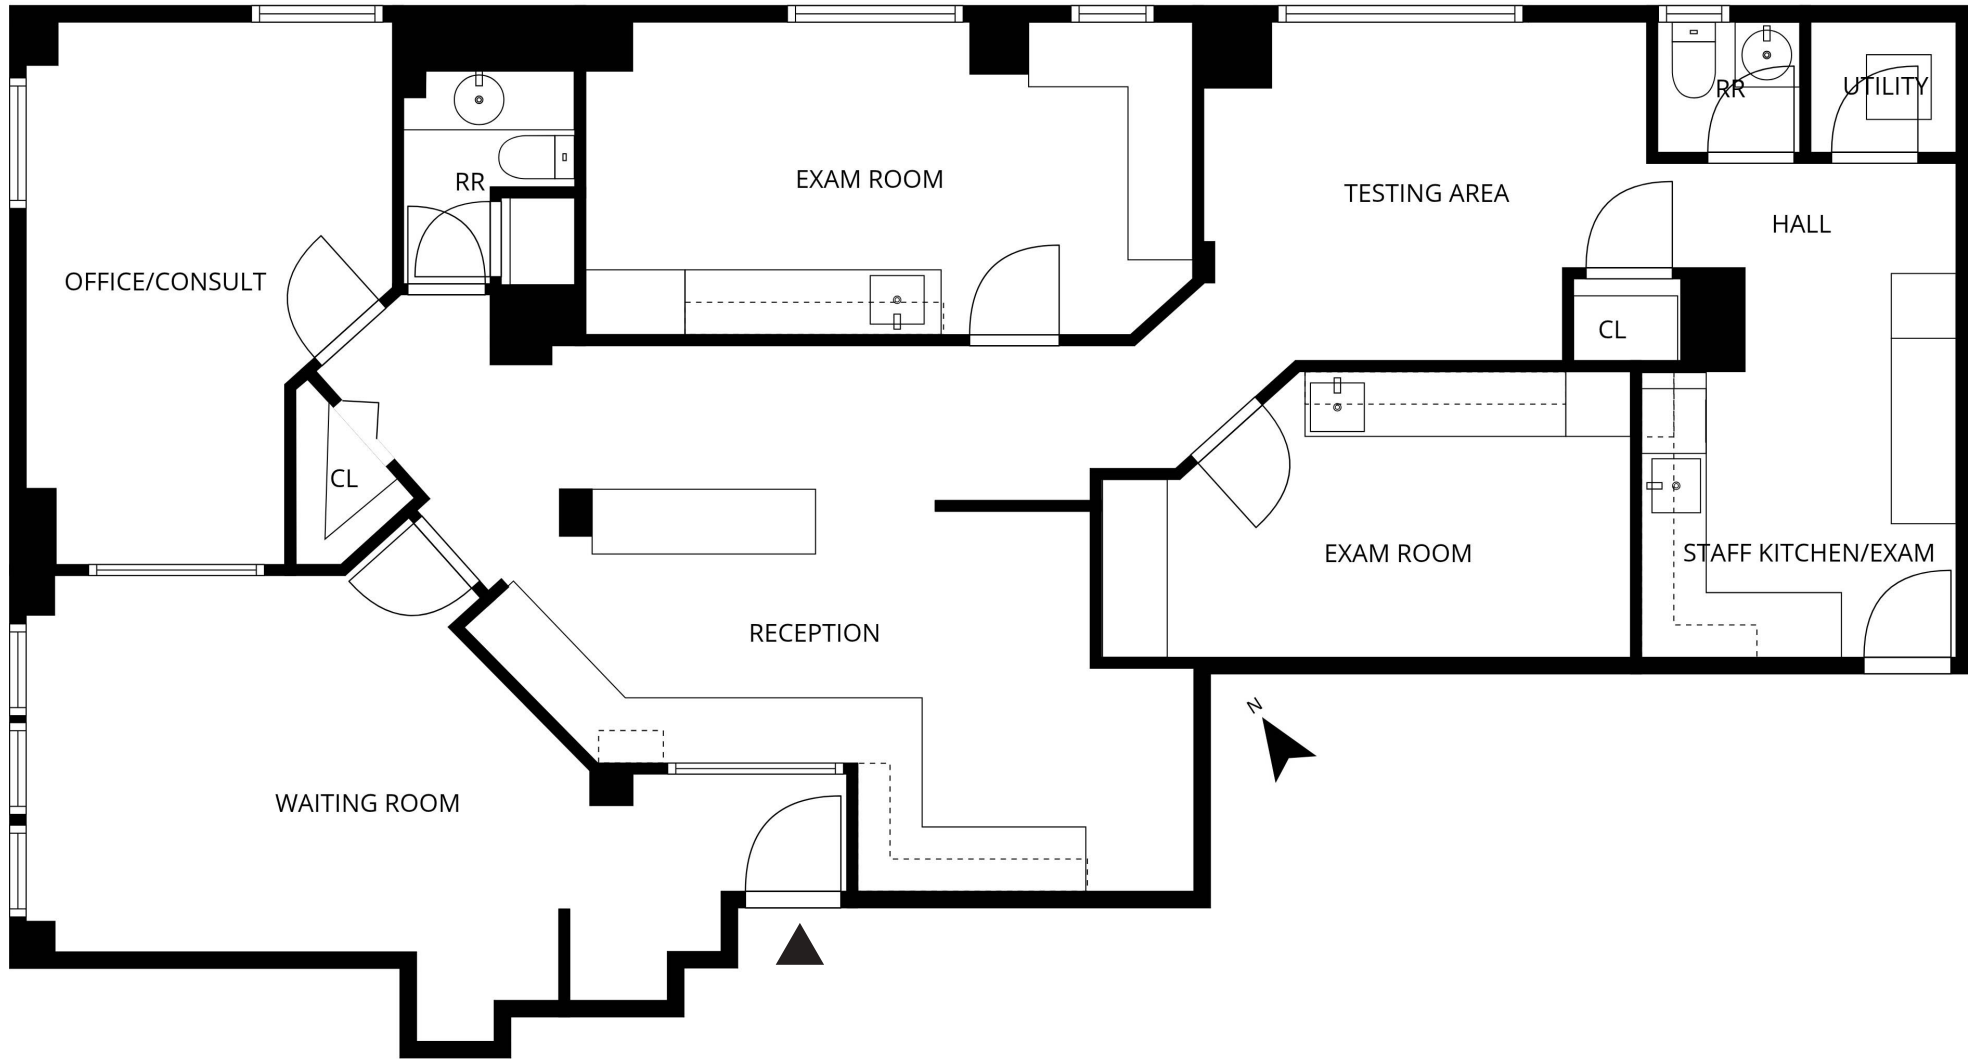 RR
UTILITY
RR
EXAM ROOM
TESTING AREA
HALL
OFFICE/CONSULT
CL
CL
EXAM ROOM
STAFF KITCHEN/EXAM
RECEPTION
N
WAITING ROOM